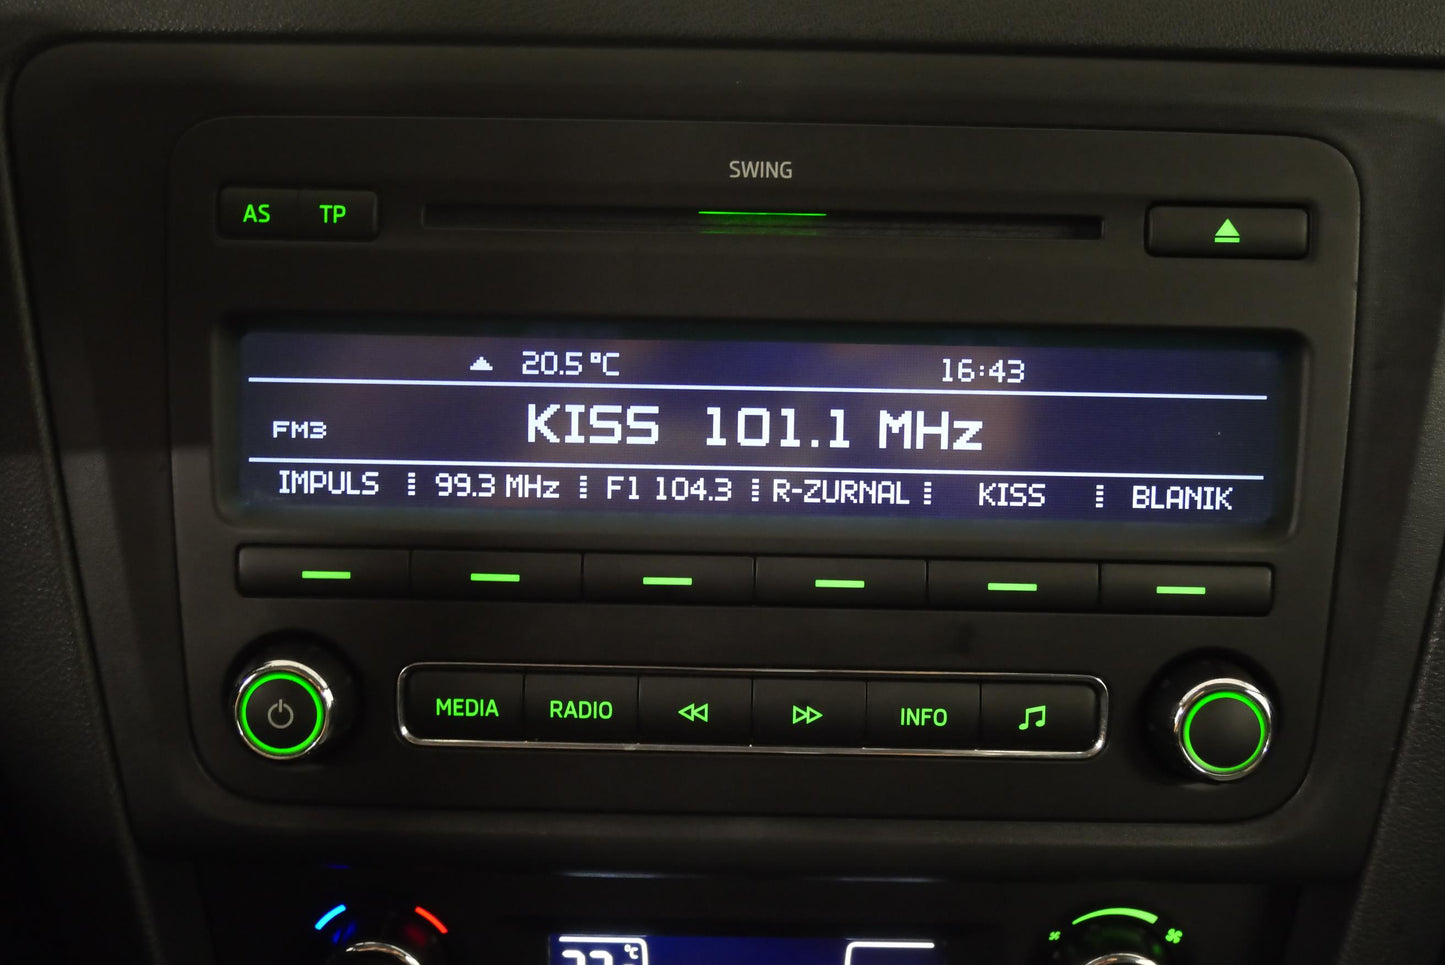 SWING
AS TP
20.5 °C 16:43
FM3 KISS 101.1 MHz
IMPULS 99.3 MHz F1 104.3 R-ZURNAL KISS BLANIK
MEDIA RADIO INFO
°C